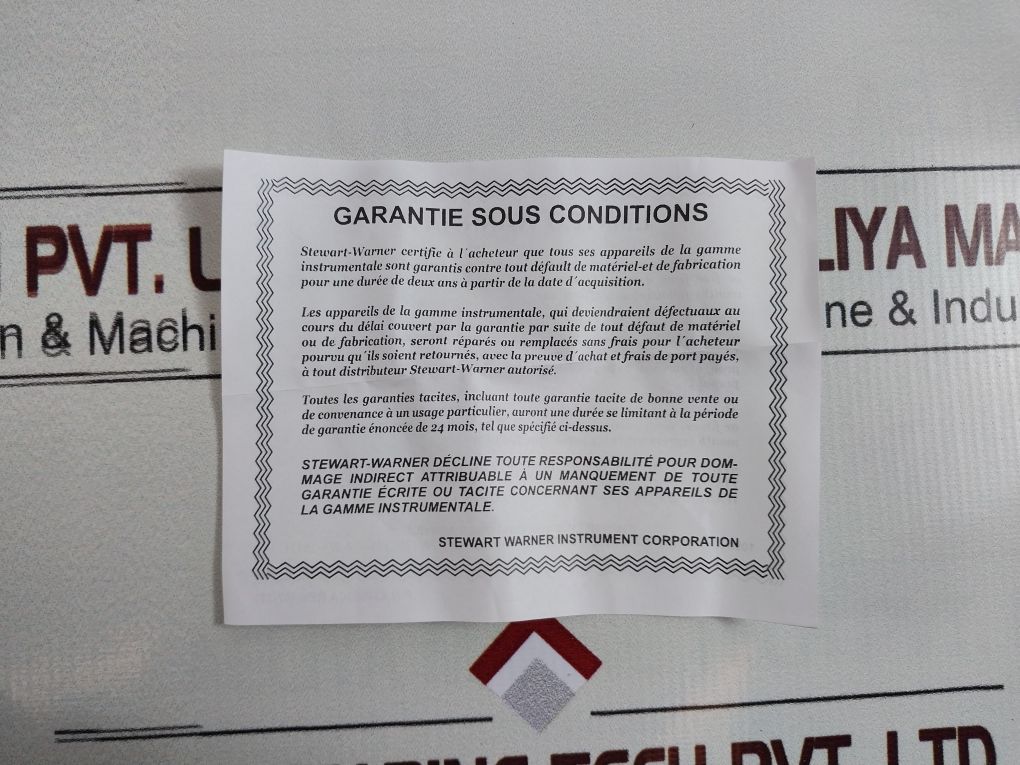 GARANTIE SOUS CONDITIONS
Stewart-Warner certifie à l´acheteur que tous ses appareils de la gamme
instrumentale sont garantis contre tout défault de matériel-et de fabrication
pour une durée de deux ans à partir de la date d´acquisition.
Les appareils de la gamme instrumentale, qui deviendraient défectuaux au
cours du délai couvert par la garantie par suite de tout défaut de matériel
ou de fabrication, seront réparés ou remplacés sans frais pour l´acheteur
pourvu qu´ils soient retournés, avec la preuve d´achat et frais de port payés,
à tout distributeur Stewart-Warner autorisé.
Toutes les garanties tacites, incluant toute garantie tacite de bonne vente ou
de convenance à un usage particulier, auront une durée se limitant à la période
de garantie énoncée de 24 mois, tel que spécifié ci-dessus.
STEWART-WARNER DÉCLINE TOUTE RESPONSABILITÉ POUR DOM-
MAGE INDIRECT ATTRIBUABLE À UN MANQUEMENT DE TOUTE
GARANTIE ÉCRITE OU TACITE CONCERNANT SES APPAREILS DE
LA GAMME INSTRUMENTALE.
STEWART WARNER INSTRUMENT CORPORATION
PVT. L
LIYA MA
n & Machi
ne & Indu
TECH PVT. LTD